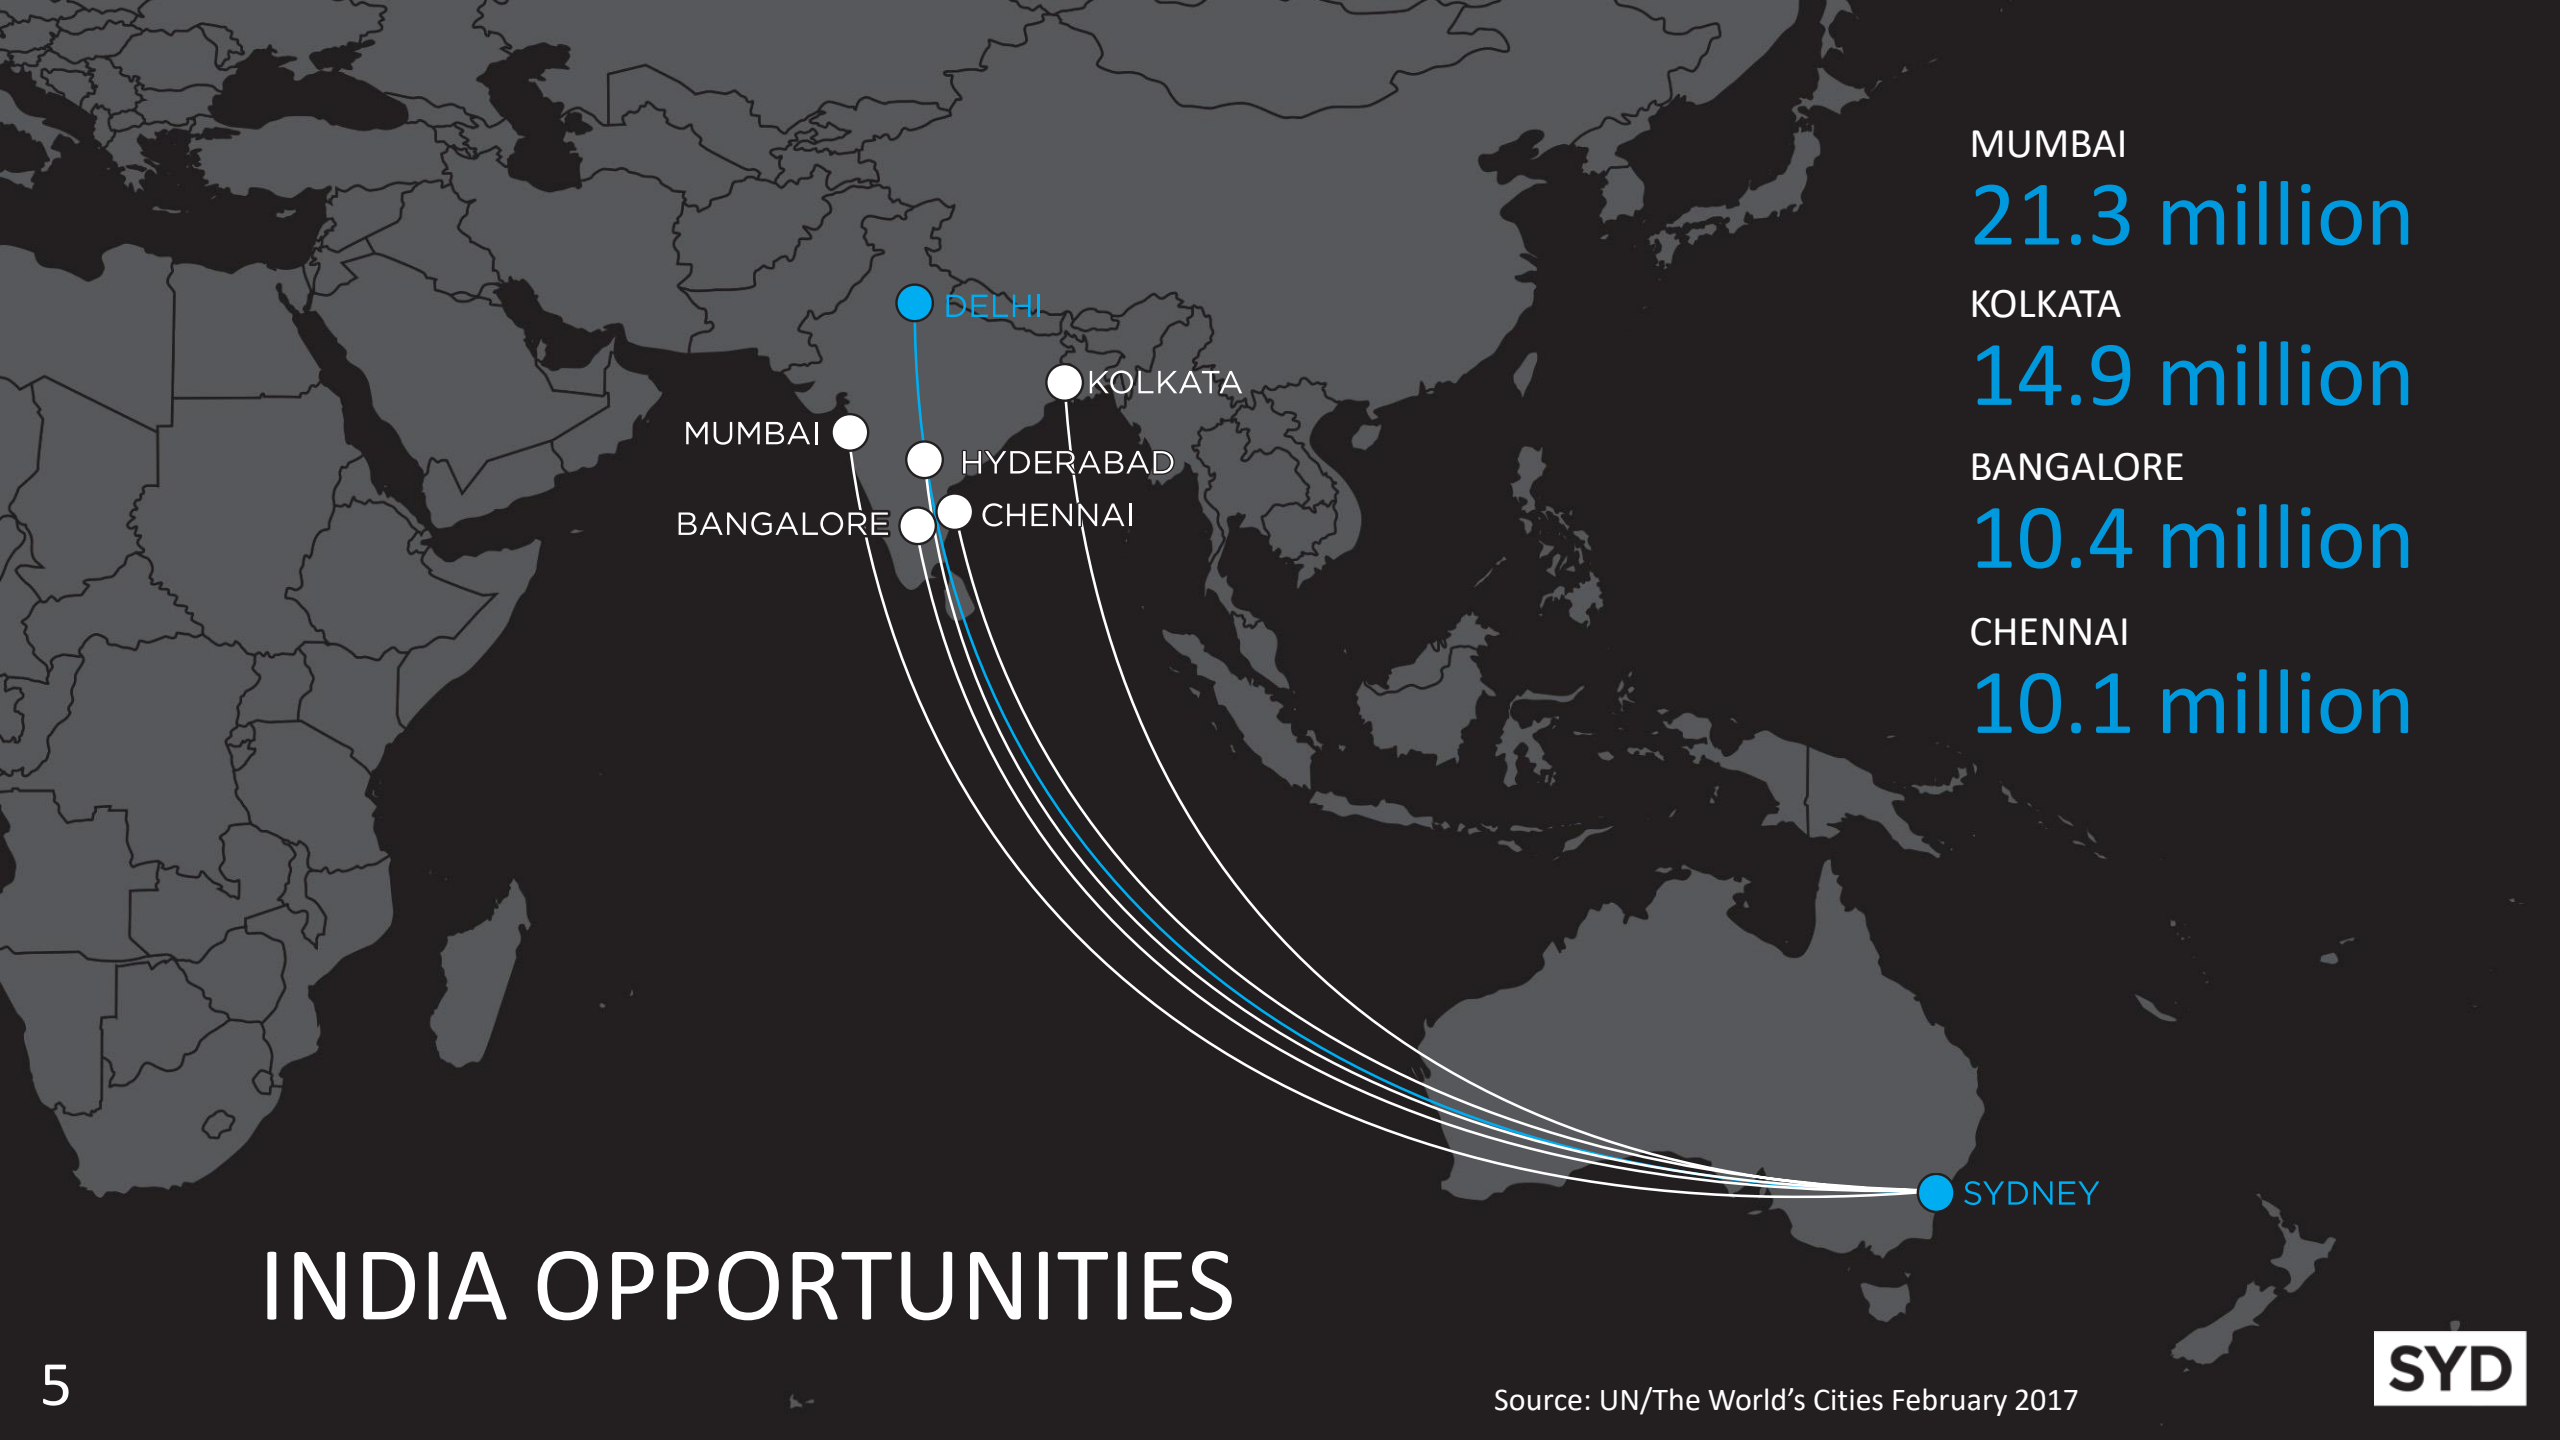 MUMBAI
21.3 million
KOLKATA
14.9 million
BANGALORE
10.4 million
CHENNAI
10.1 million
DELHI
KOLKATA
MUMBAI
HYDERABAD
BANGALORE
CHENNAI
SYDNEY
INDIA OPPORTUNITIES
5
Source: UN/The World’s Cities February 2017
SYD